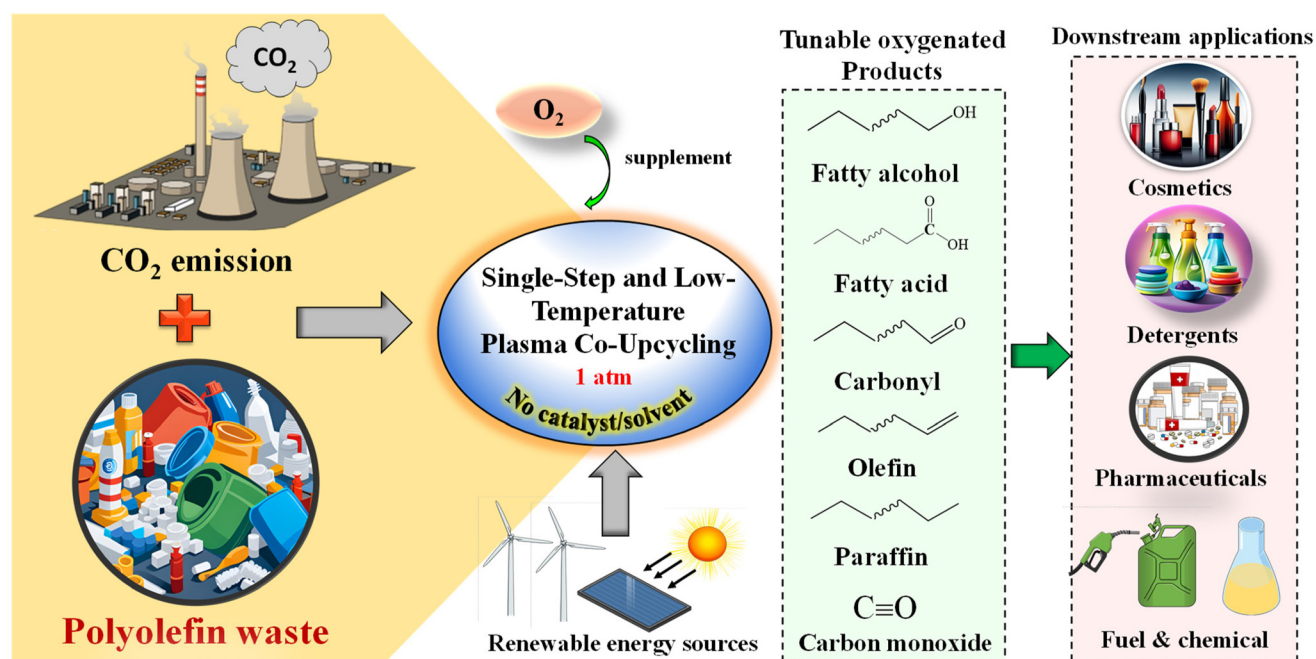 CO₂
CO₂ emission
Polyolefin waste
O₂
supplement
Single-Step and Low-
Temperature
Plasma Co-Upcycling
1 atm
No catalyst/solvent
Renewable energy sources
Tunable oxygenated
Products
OH
Fatty alcohol
O
C
OH
Fatty acid
O
Carbonyl
Olefin
Paraffin
C≡O
Carbon monoxide
Downstream applications
Cosmetics
Detergents
Pharmaceuticals
Fuel & chemical